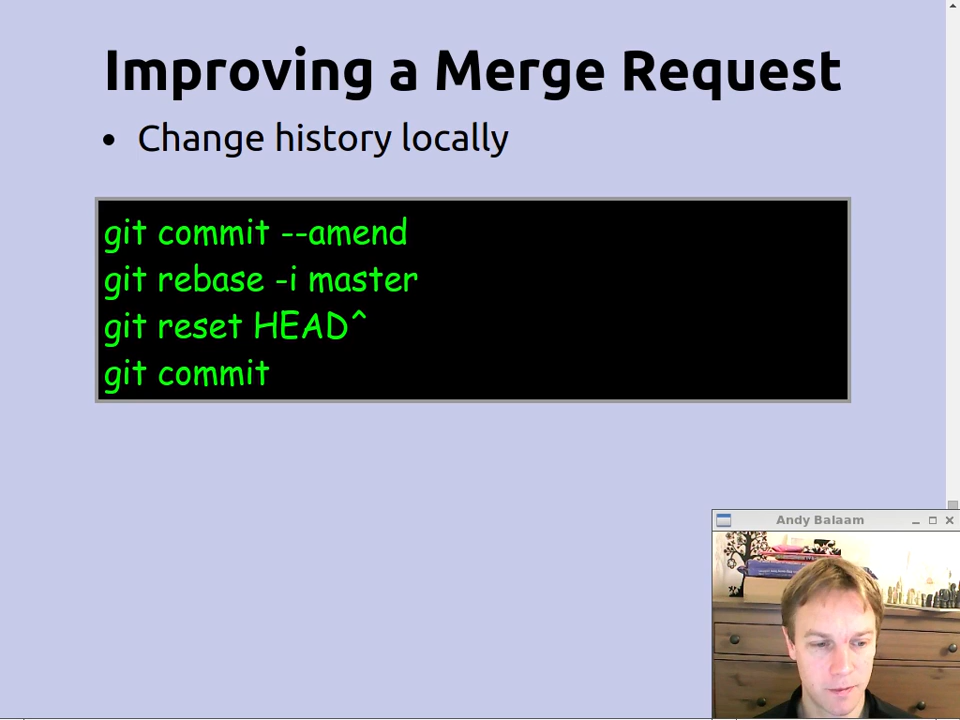 Improving a Merge Request
• Change history locally
git commit --amend
git rebase -i master
git reset HEAD^
git commit
Andy Balaam